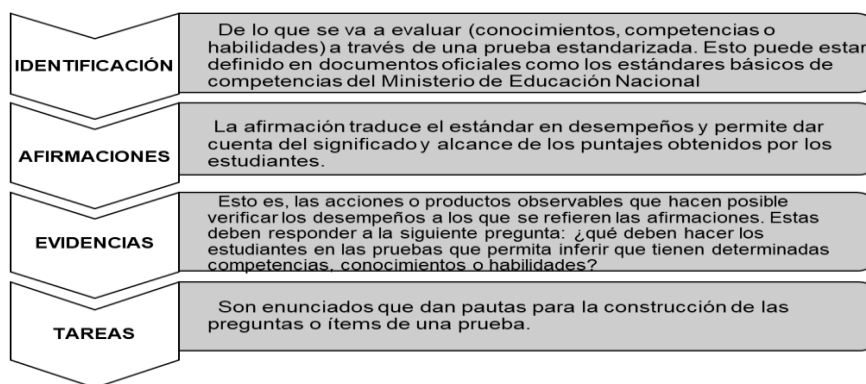 IDENTIFICACIÓN
De lo que se va a evaluar (conocimientos, competencias o
habilidades) a través de una prueba estandarizada. Esto puede estar
definido en documentos oficiales como los estándares básicos de
competencias del Ministerio de Educación Nacional
AFIRMACIONES
La afirmación traduce el estándar en desempeños y permite dar
cuenta del significado y alcance de los puntajes obtenidos por los
estudiantes.
EVIDENCIAS
Esto es, las acciones o productos observables que hacen posible
verificar los desempeños a los que se refieren las afirmaciones. Estas
deben responder a la siguiente pregunta: ¿qué deben hacer los
estudiantes en las pruebas que permita inferir que tienen determinadas
competencias, conocimientos o habilidades?
TAREAS
Son enunciados que dan pautas para la construcción de las
preguntas o ítems de una prueba.